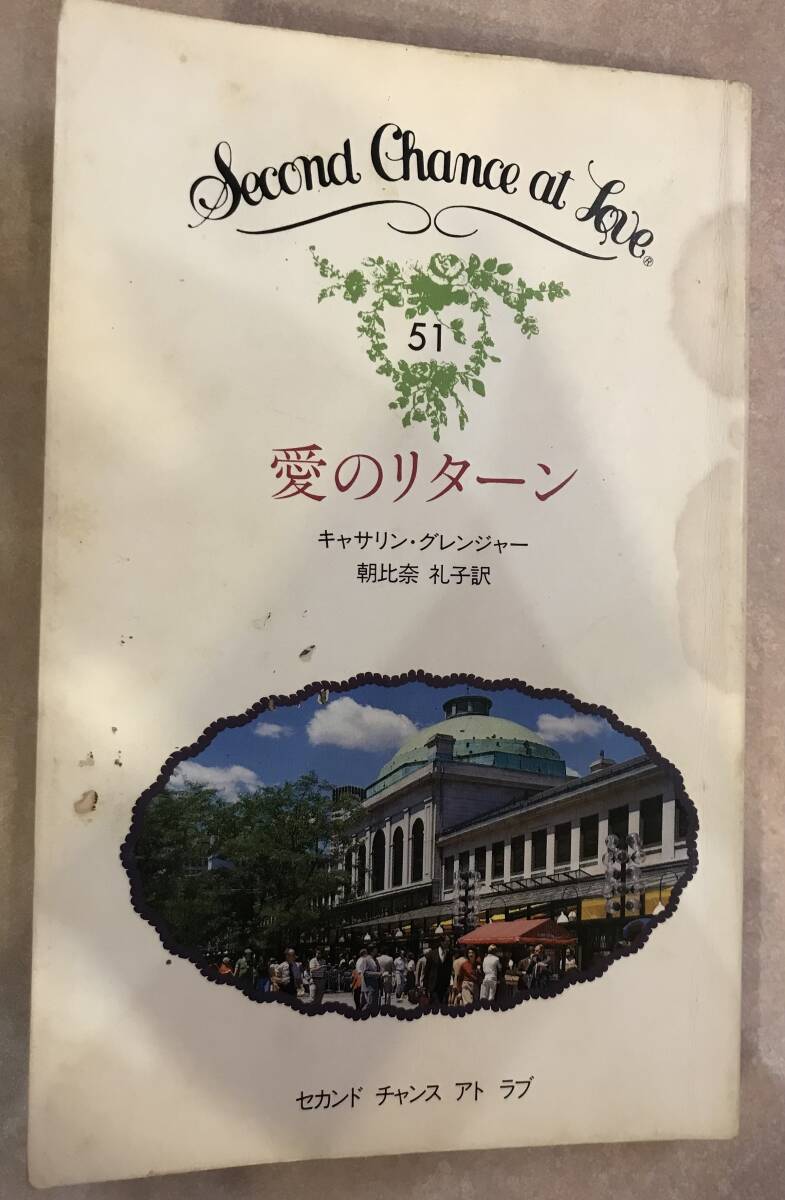 Second Chance at Love®
51
愛のリターン
キャサリン・グレンジャー
朝比奈 礼子訳
セカンド チャンス アト ラブ